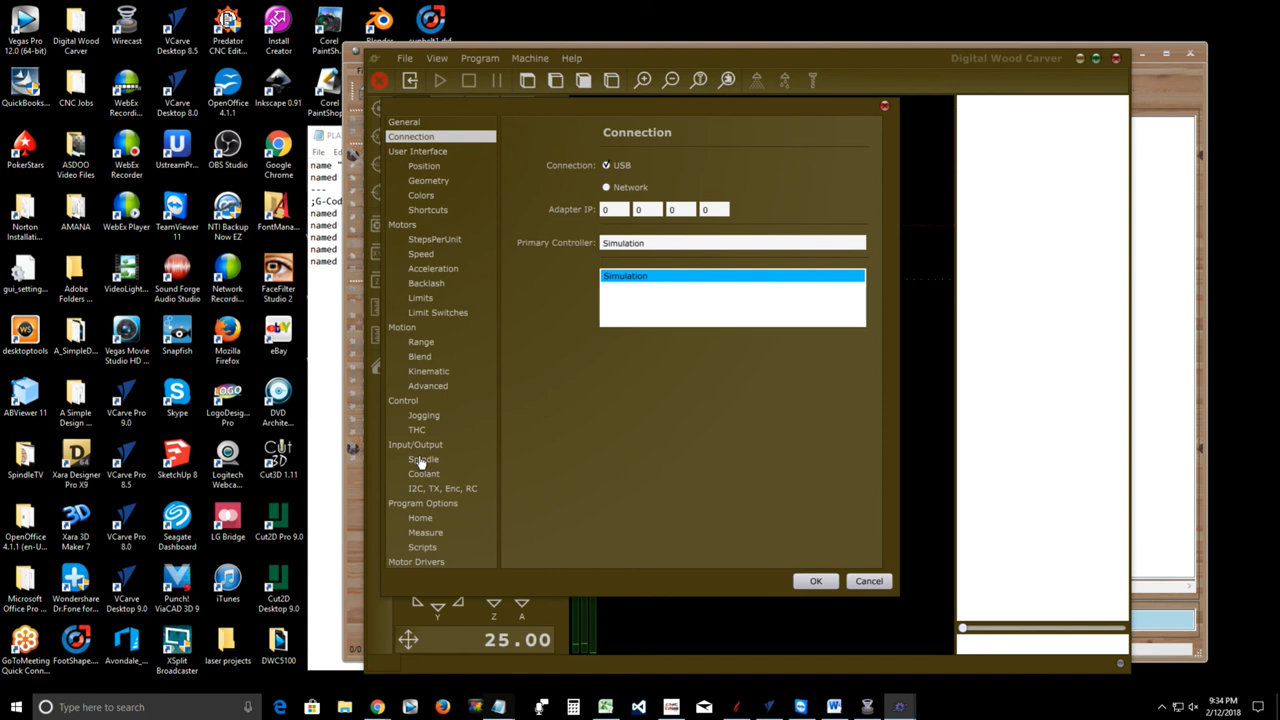 Vegas Pro 12.0 (64-bit)
Digital Wood Carver
Wirecast
VCarve Desktop 8.5
Predator CNC Edit...
Install Creator
Corel PaintSh...
Blender
QuickBooks...
CNC Jobs
WebEx Recordi...
VCarve Desktop 8.0
OpenOffice 4.1.1
Inkscape 0.91
Corel PaintShop...
PokerStars
ASDOO Video Files
WebEx Recorder
UstreamPr...
OBS Studio
Google Chrome
Norton Installati...
AMANA
WebEx Player
TeamViewer 11
NTI Backup Now EZ
FontMana...
gui_setting...
Adobe Folders ...
VideoLight...
Sound Forge Audio Studio
Network Recordin...
FaceFilter Studio 2
desktoptools
A_SimpleD...
Vegas Movie Studio HD ...
Snapfish
Mozilla Firefox
eBay
ABViewer 11
A Simple Design ...
VCarve Pro 9.0
Skype
LogoDesig... Pro
DVD Archite...
SpindleTV
Xara Designer Pro X9
VCarve Pro 8.5
SketchUp 8
Logitech Webca...
Cut3D 1.11
OpenOffice 4.1.1 (en-U...
Xara 3D Maker 7
VCarve Pro 8.0
Seagate Dashboard
LG Bridge
Cut2D Pro 9.0
Microsoft Office Pro ...
Wondershare Dr.Fone for...
VCarve Desktop 9.0
Punch! ViaCAD 3D 9
iTunes
Cut2D Desktop 9.0
GoToMeeting Quick Conn...
FootShape....
Avondale_...
XSplit Broadcaster
laser projects
DWC5100
File
name "
named
---
;G-Cod
named
named
named
named
0/0
File
View
Program
Machine
Help
Digital Wood Carver
General
Connection
User Interface
Position
Geometry
Colors
Shortcuts
Motors
StepsPerUnit
Speed
Acceleration
Backlash
Limits
Limit Switches
Motion
Range
Blend
Kinematic
Advanced
Control
Jogging
THC
Input/Output
Spindle
Coolant
I2C, TX, Enc, RC
Program Options
Home
Measure
Scripts
Motor Drivers
Connection
Connection: USB
Network
Adapter IP: 0 0 0 0
Primary Controller: Simulation
Simulation
OK
Cancel
Y Z A
25.00
Type here to search
9:34 PM
2/12/2018